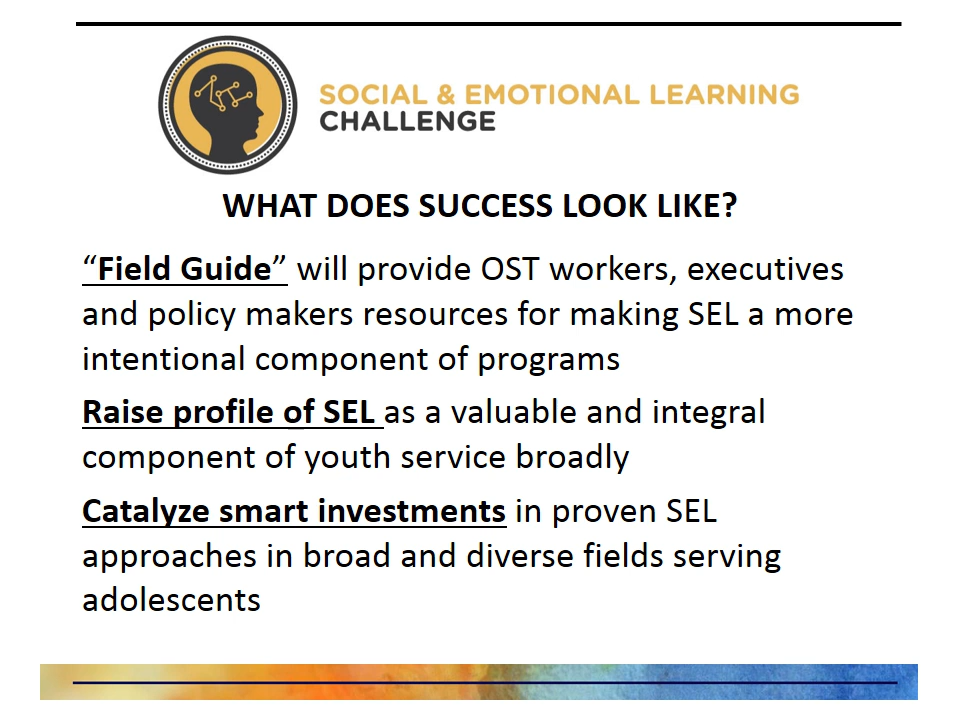 SOCIAL & EMOTIONAL LEARNING
CHALLENGE
WHAT DOES SUCCESS LOOK LIKE?
“Field Guide” will provide OST workers, executives
and policy makers resources for making SEL a more
intentional component of programs
Raise profile of SEL as a valuable and integral
component of youth service broadly
Catalyze smart investments in proven SEL
approaches in broad and diverse fields serving
adolescents